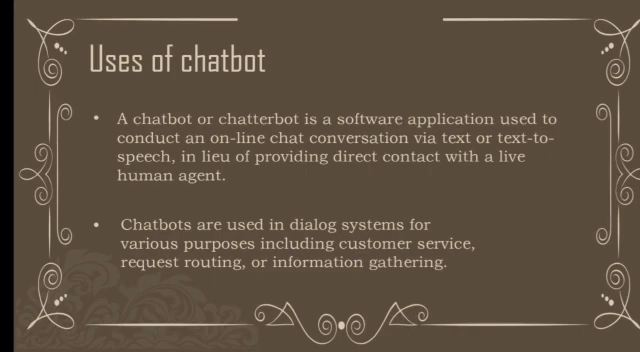 Uses of chatbot
• A chatbot or chatterbot is a software application used to
conduct an on-line chat conversation via text or text-to-
speech, in lieu of providing direct contact with a live
human agent.
• Chatbots are used in dialog systems for
various purposes including customer service,
request routing, or information gathering.